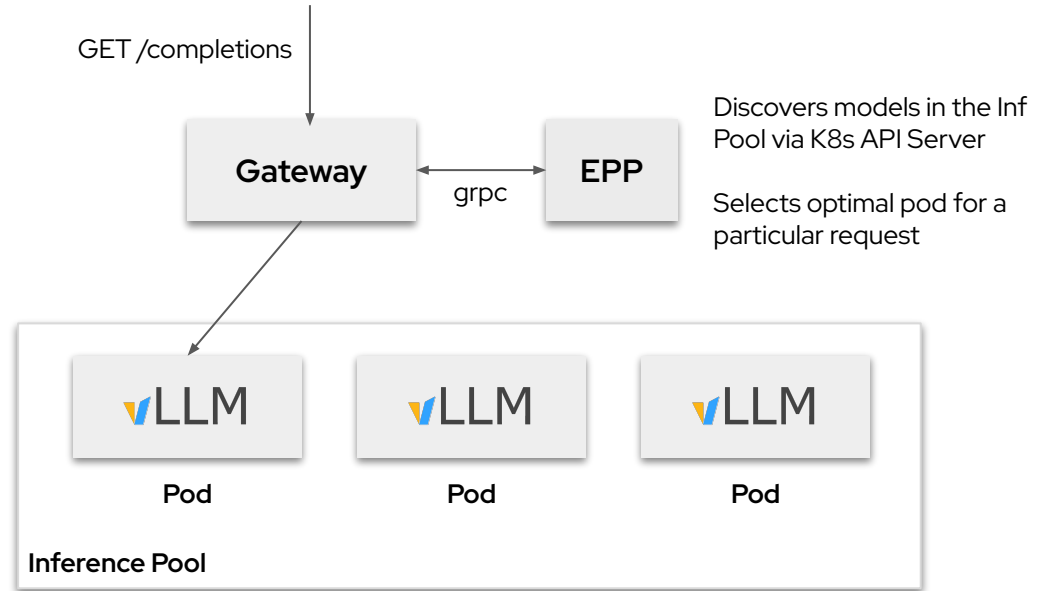 GET /completions
Gateway
grpc
EPP
Discovers models in the Inf
Pool via K8s API Server
Selects optimal pod for a
particular request
vLLM
vLLM
vLLM
Pod
Pod
Pod
Inference Pool